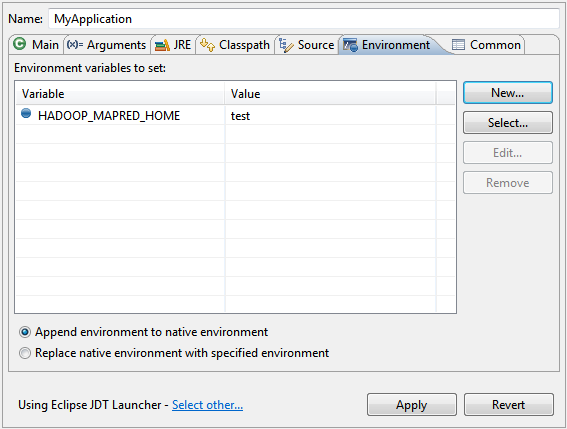 Name: MyApplication
Main (x)= Arguments JRE Classpath Source Environment Common
Environment variables to set:
Variable Value
HADOOP_MAPRED_HOME test
New...
Select...
Edit...
Remove
Append environment to native environment
Replace native environment with specified environment
Using Eclipse JDT Launcher - Select other... Apply Revert